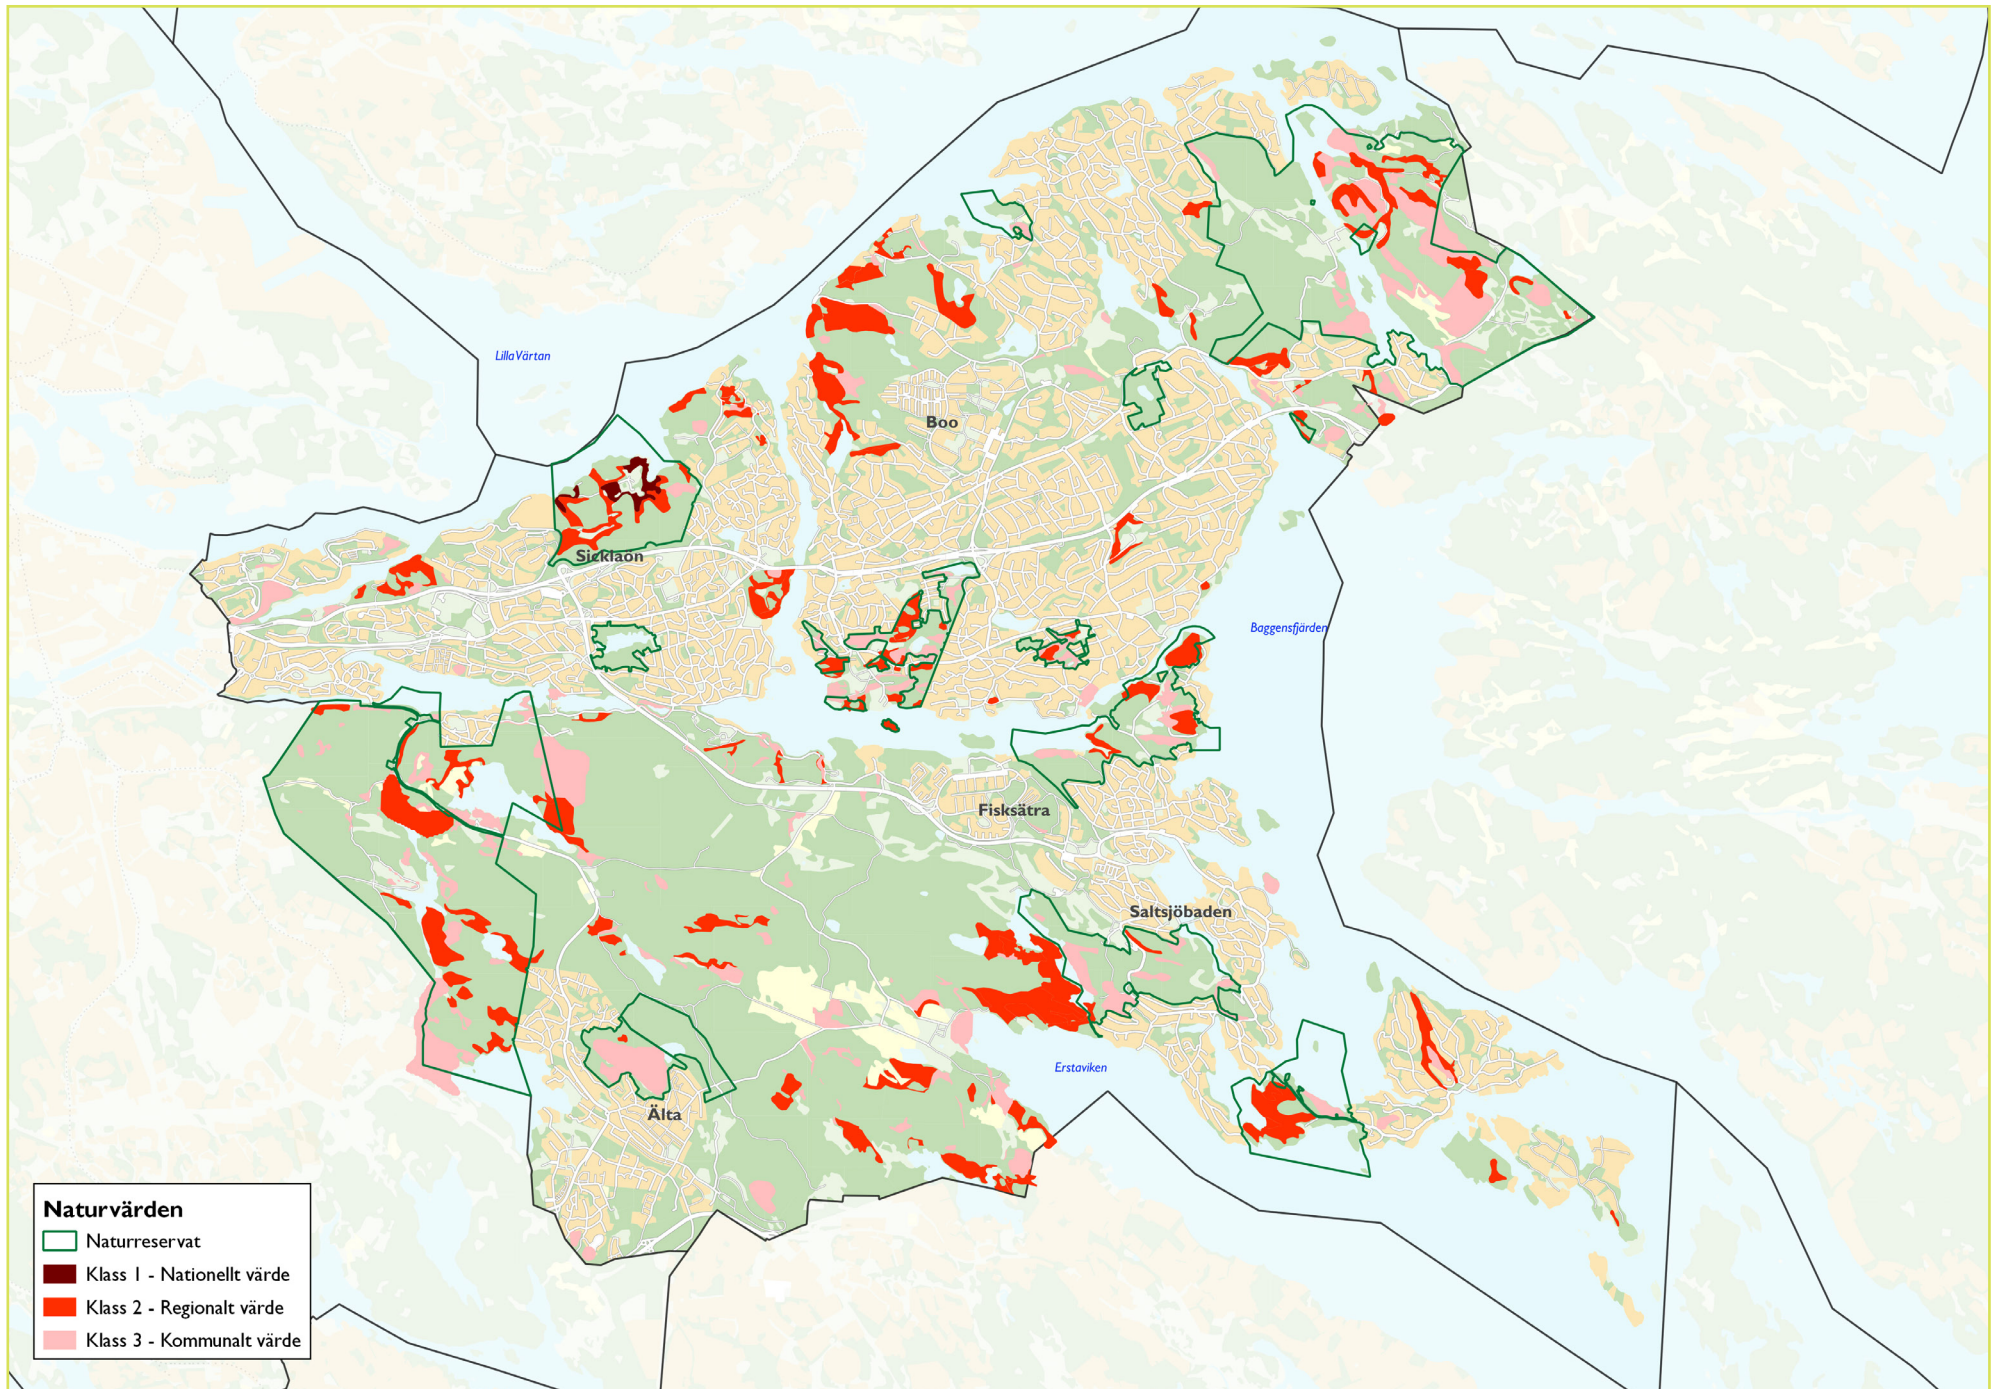 Lilla Värtan
Boo
Sicklaön
Baggensfjärden
Fisksätra
Saltsjöbaden
Erstaviken
Älta
Naturvärden
Naturreservat
Klass 1 - Nationellt värde
Klass 2 - Regionalt värde
Klass 3 - Kommunalt värde